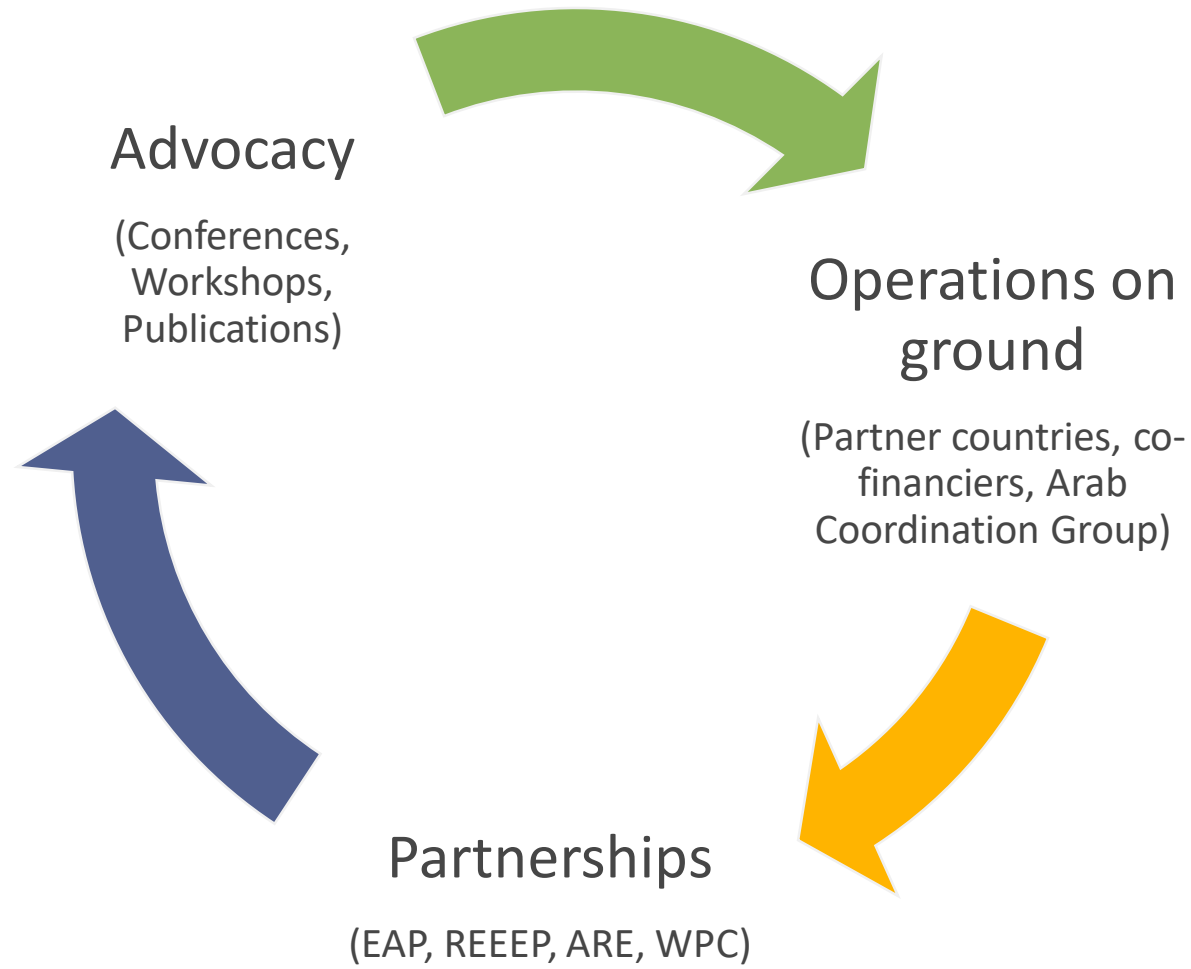 Advocacy
(Conferences,
Workshops,
Publications)
Operations on
ground
(Partner countries, co-
financiers, Arab
Coordination Group)
Partnerships
(EAP, REEEP, ARE, WPC)